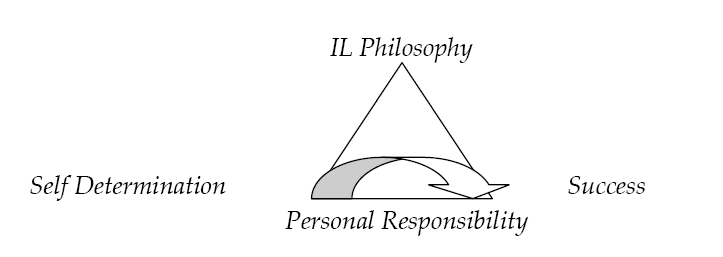 IL Philosophy
Self Determination
Success
Personal Responsibility